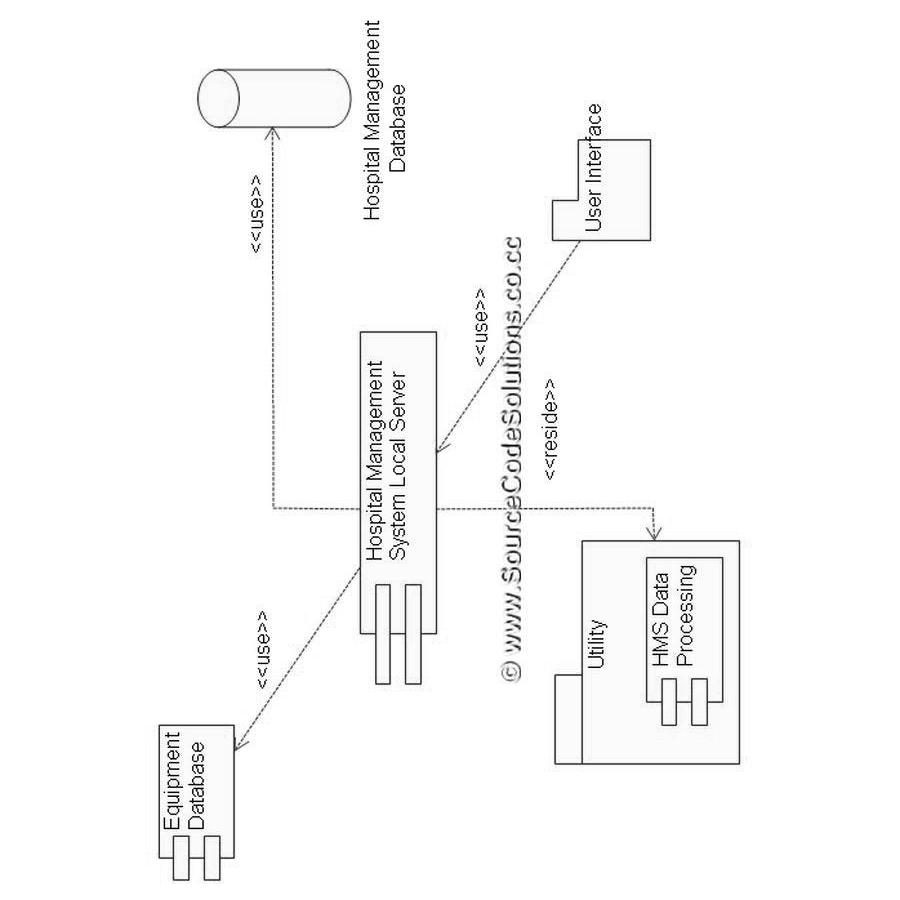 Equipment
Database
<<use>>
<<use>>
Hospital Management
System Local Server
Hospital Management
Database
<<use>>
© www.SourceCodeSolutions.co.cc
<<reside>>
Utility
User Interface
HMS Data
Processing